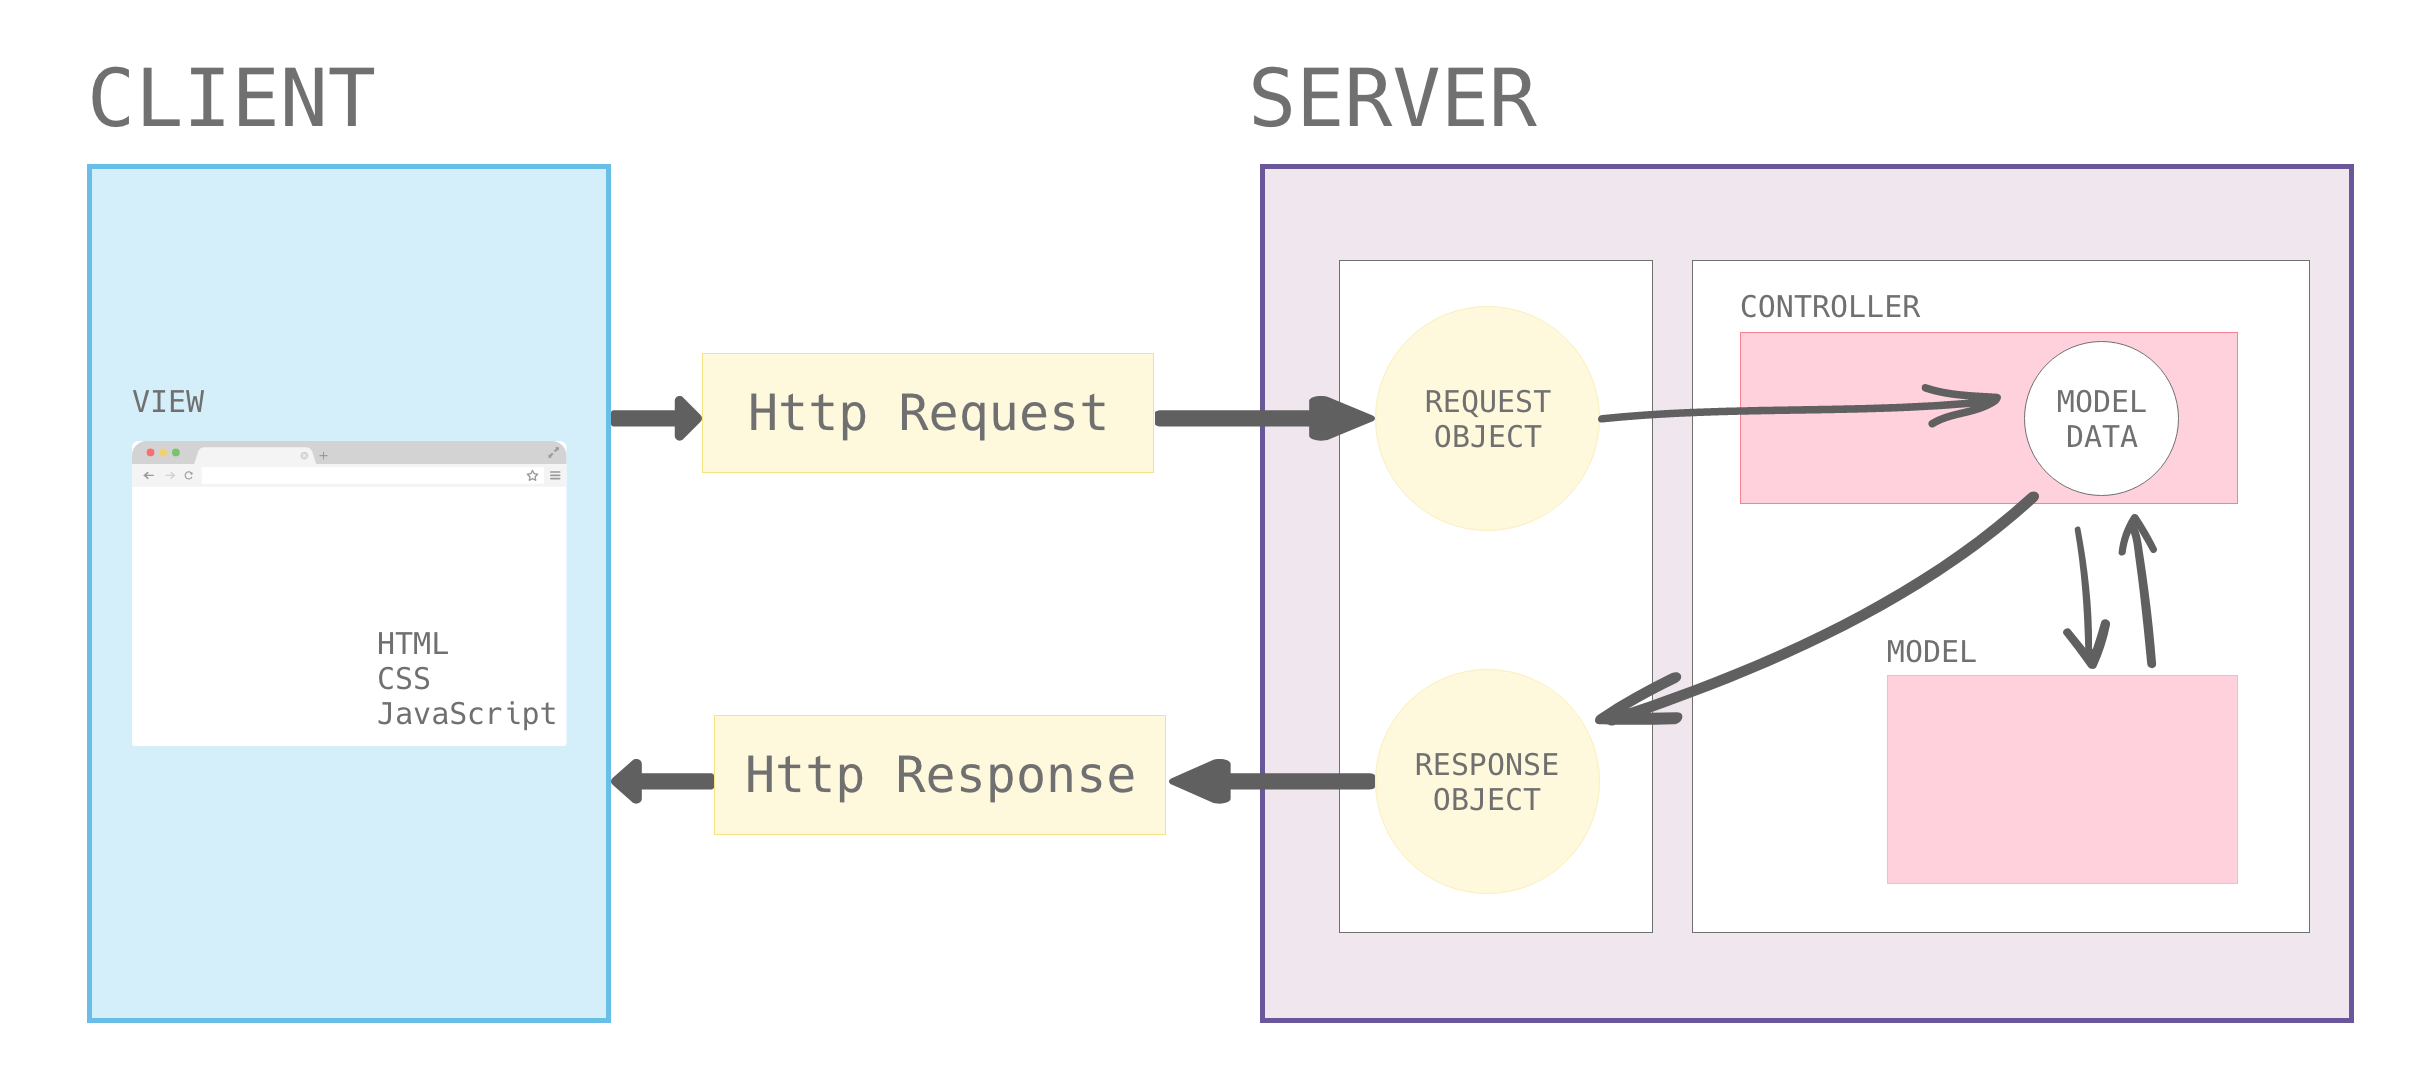 CLIENT
SERVER
VIEW
HTML
CSS
JavaScript
Http Request
Http Response
REQUEST
OBJECT
RESPONSE
OBJECT
CONTROLLER
MODEL
DATA
MODEL